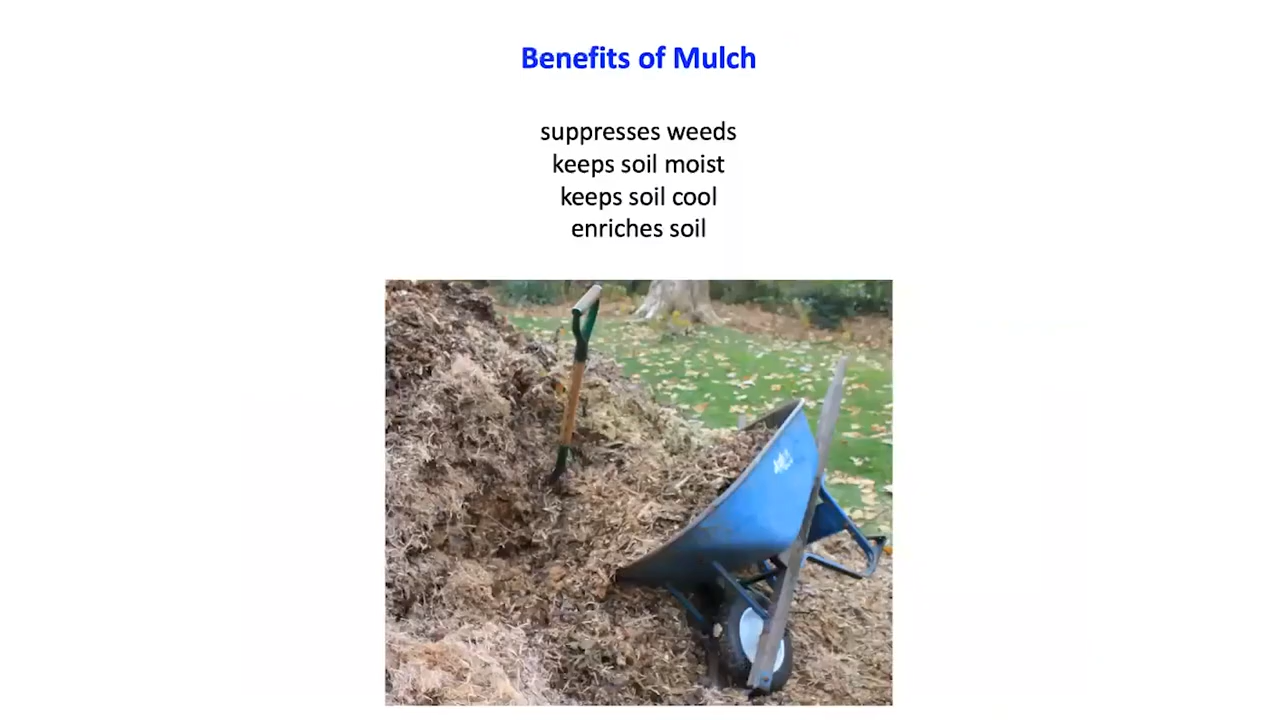 Benefits of Mulch
suppresses weeds
keeps soil moist
keeps soil cool
enriches soil